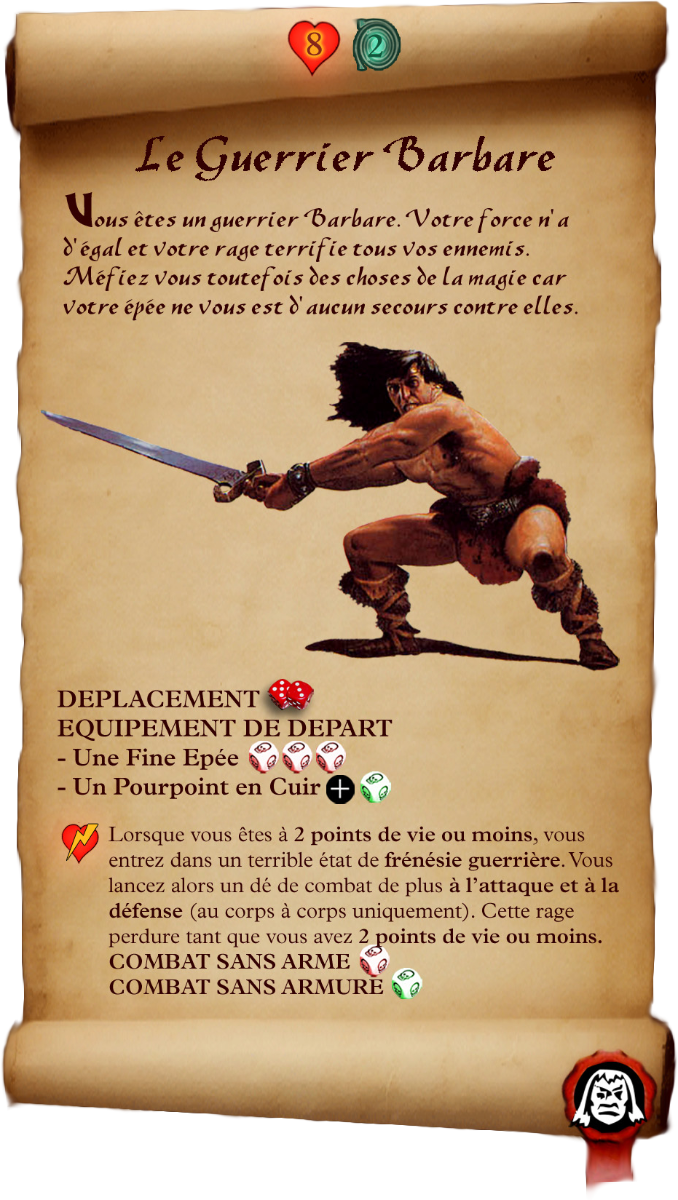 8 2
Le Guerrier Barbare
Vous êtes un guerrier Barbare. Votre force n'a
d'égal et votre rage terrifie tous vos ennemis.
Méfiez vous toutefois des choses de la magie car
votre épée ne vous est d'aucun secours contre elles.
DEPLACEMENT
EQUIPEMENT DE DEPART
- Une Fine Epée
- Un Pourpoint en Cuir +
Lorsque vous êtes à 2 points de vie ou moins, vous
entrez dans un terrible état de frénésie guerrière. Vous
lancez alors un dé de combat de plus à l'attaque et à la
défense (au corps à corps uniquement). Cette rage
perdure tant que vous avez 2 points de vie ou moins.
COMBAT SANS ARME
COMBAT SANS ARMURE